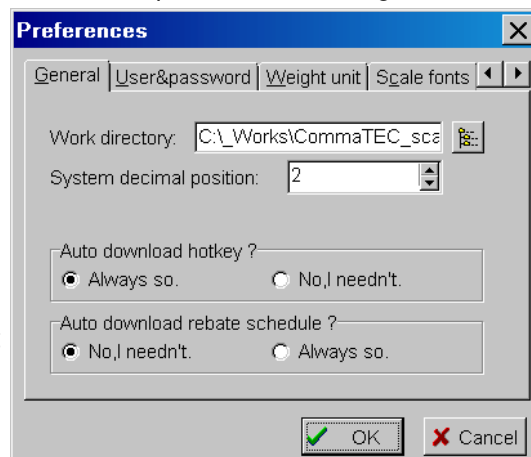 Preferences
General User&password Weight unit Scale fonts
Work directory: C:\_Works\CommaTEC_sca
System decimal position: 2
Auto download hotkey ?
Always so. No,I needn't.
Auto download rebate schedule ?
No,I needn't. Always so.
OK Cancel